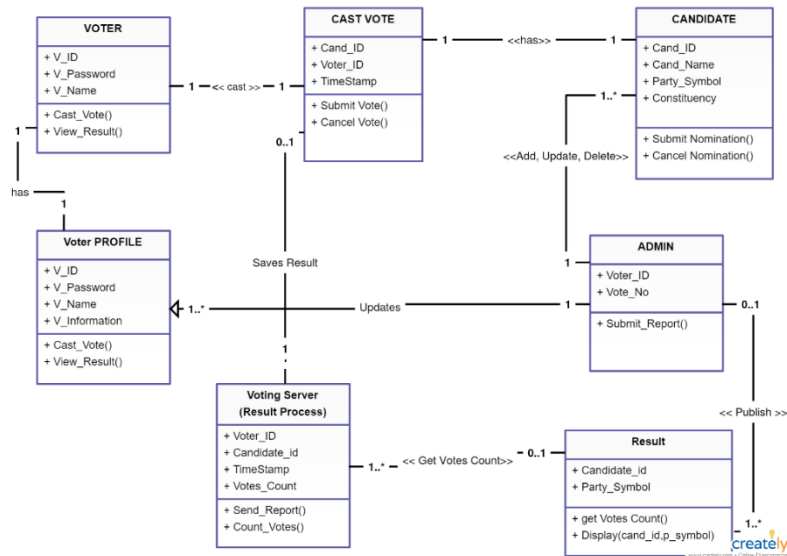 VOTER
+ V_ID
+ V_Password
+ V_Name
+ Cast_Vote()
+ View_Result()
1
<< cast >>
1
CAST VOTE
+ Cand_ID
+ Voter_ID
+ TimeStamp
+ Submit Vote()
+ Cancel Vote()
1
<<has>>
1
CANDIDATE
+ Cand_ID
+ Cand_Name
+ Party_Symbol
+ Constituency
+ Submit Nomination()
+ Cancel Nomination()
1
has
1
0..1
Saves Result
1
1..*
<<Add, Update, Delete>>
1
Voter PROFILE
+ V_ID
+ V_Password
+ V_Name
+ V_Information
+ Cast_Vote()
+ View_Result()
1..*
Updates
1
ADMIN
+ Voter_ID
+ Vote_No
+ Submit_Report()
0..1
<< Publish >>
1..*
Voting Server
(Result Process)
+ Voter_ID
+ Candidate_id
+ TimeStamp
+ Votes_Count
+ Send_Report()
+ Count_Votes()
1..*
<< Get Votes Count>>
0..1
Result
+ Candidate_id
+ Party_Symbol
+ get Votes Count()
+ Display(cand_id,p_symbol)
creately